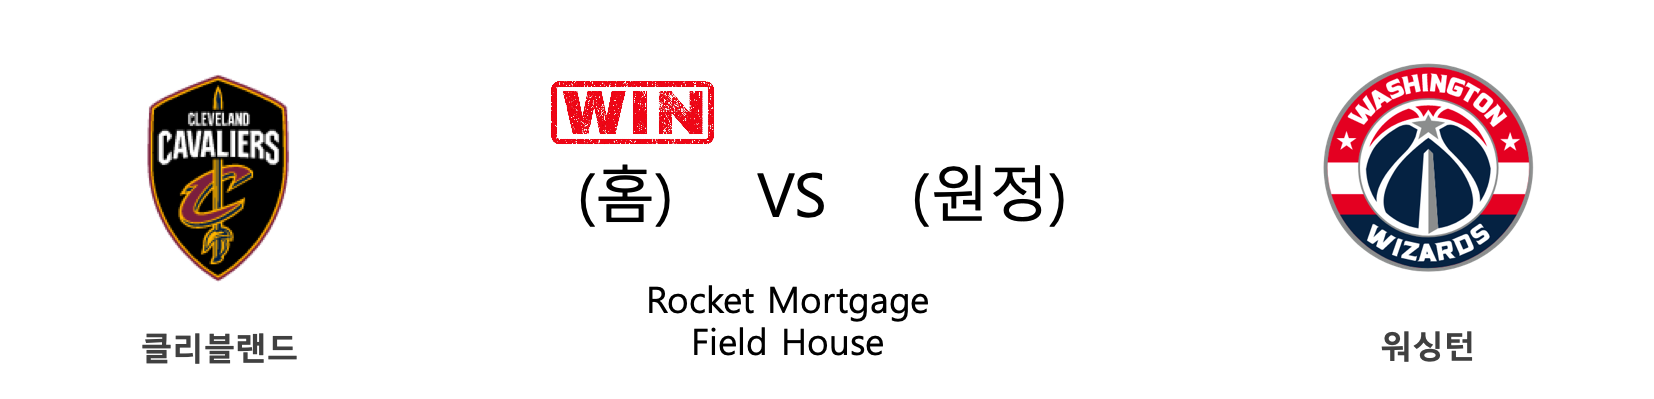 CLEVELAND
CAVALIERS
클리블랜드
WIN
(홈) VS (원정)
Rocket Mortgage
Field House
WASHINGTON
WIZARDS
워싱턴